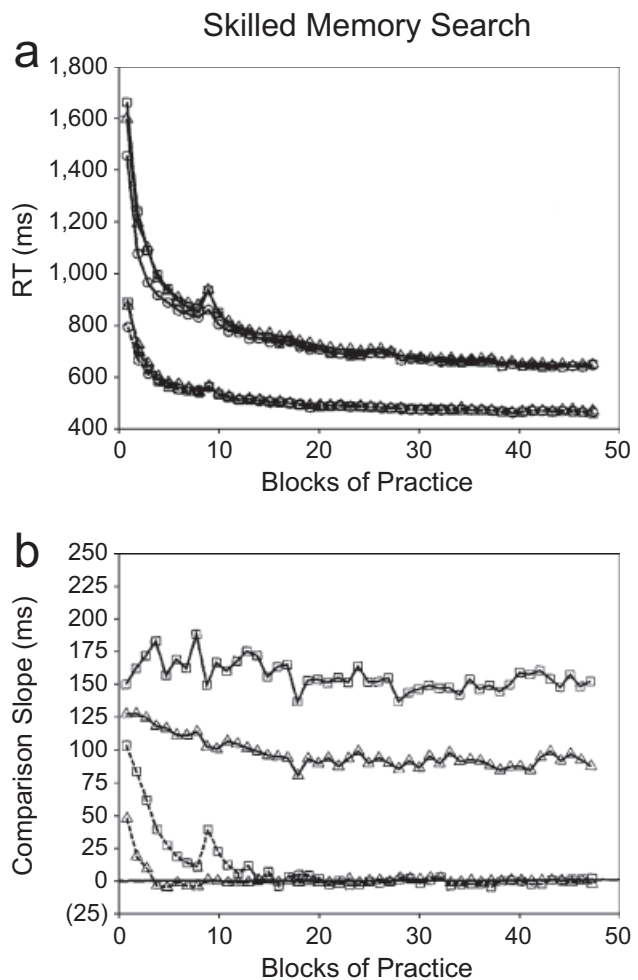 Skilled Memory Search
a
1,800
1,600
1,400
1,200
1,000
800
600
400
RT (ms)
0 10 20 30 40 50
Blocks of Practice
b
250
225
200
175
150
125
100
75
50
25
0
(25)
Comparison Slope (ms)
0 10 20 30 40 50
Blocks of Practice